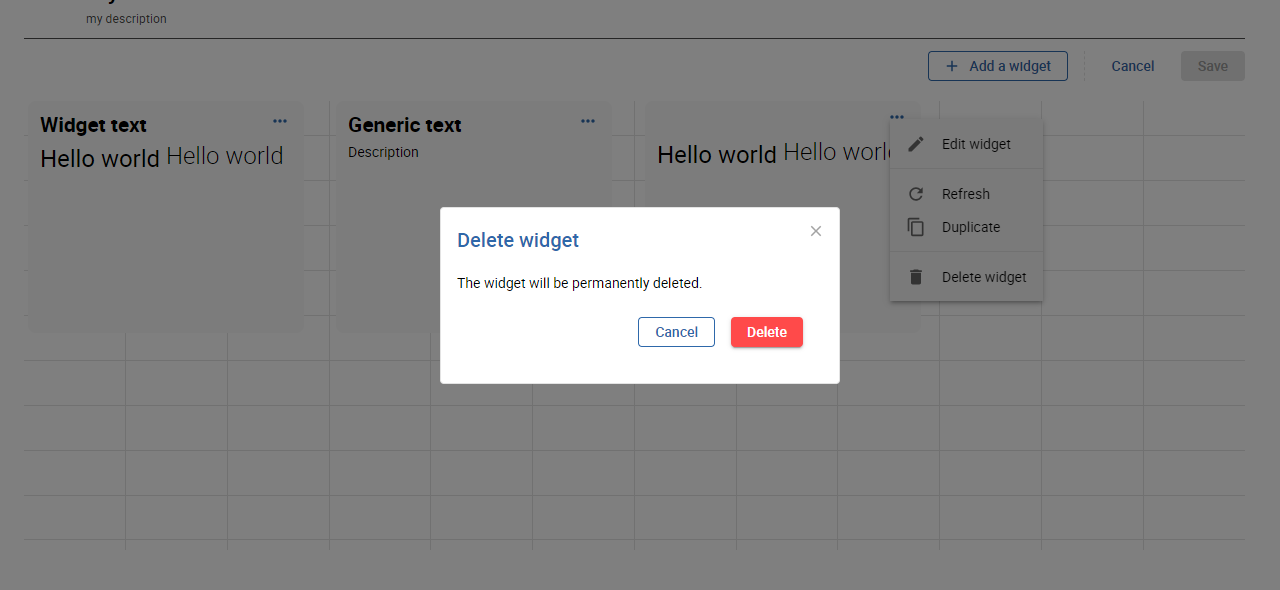 my description
Add a widget
Cancel
Save
Widget text
Hello world Hello world
Generic text
Description
Hello world Hello
Edit widget
Refresh
Duplicate
Delete widget
Delete widget
The widget will be permanently deleted.
Cancel
Delete